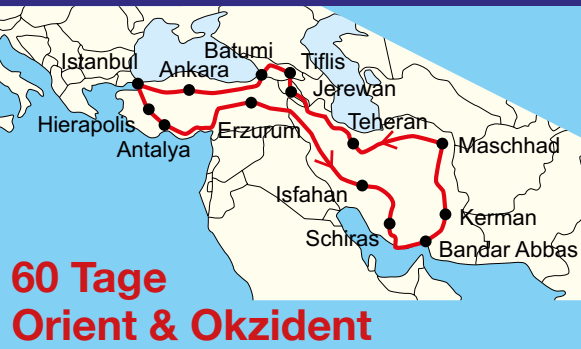 Istanbul
Batumi
Ankara
Tiflis
Jerewan
Hierapolis
Erzurum
Teheran
Antalya
Maschhad
Isfahan
Kerman
Schiras
Bandar Abbas
60 Tage
Orient & Okzident